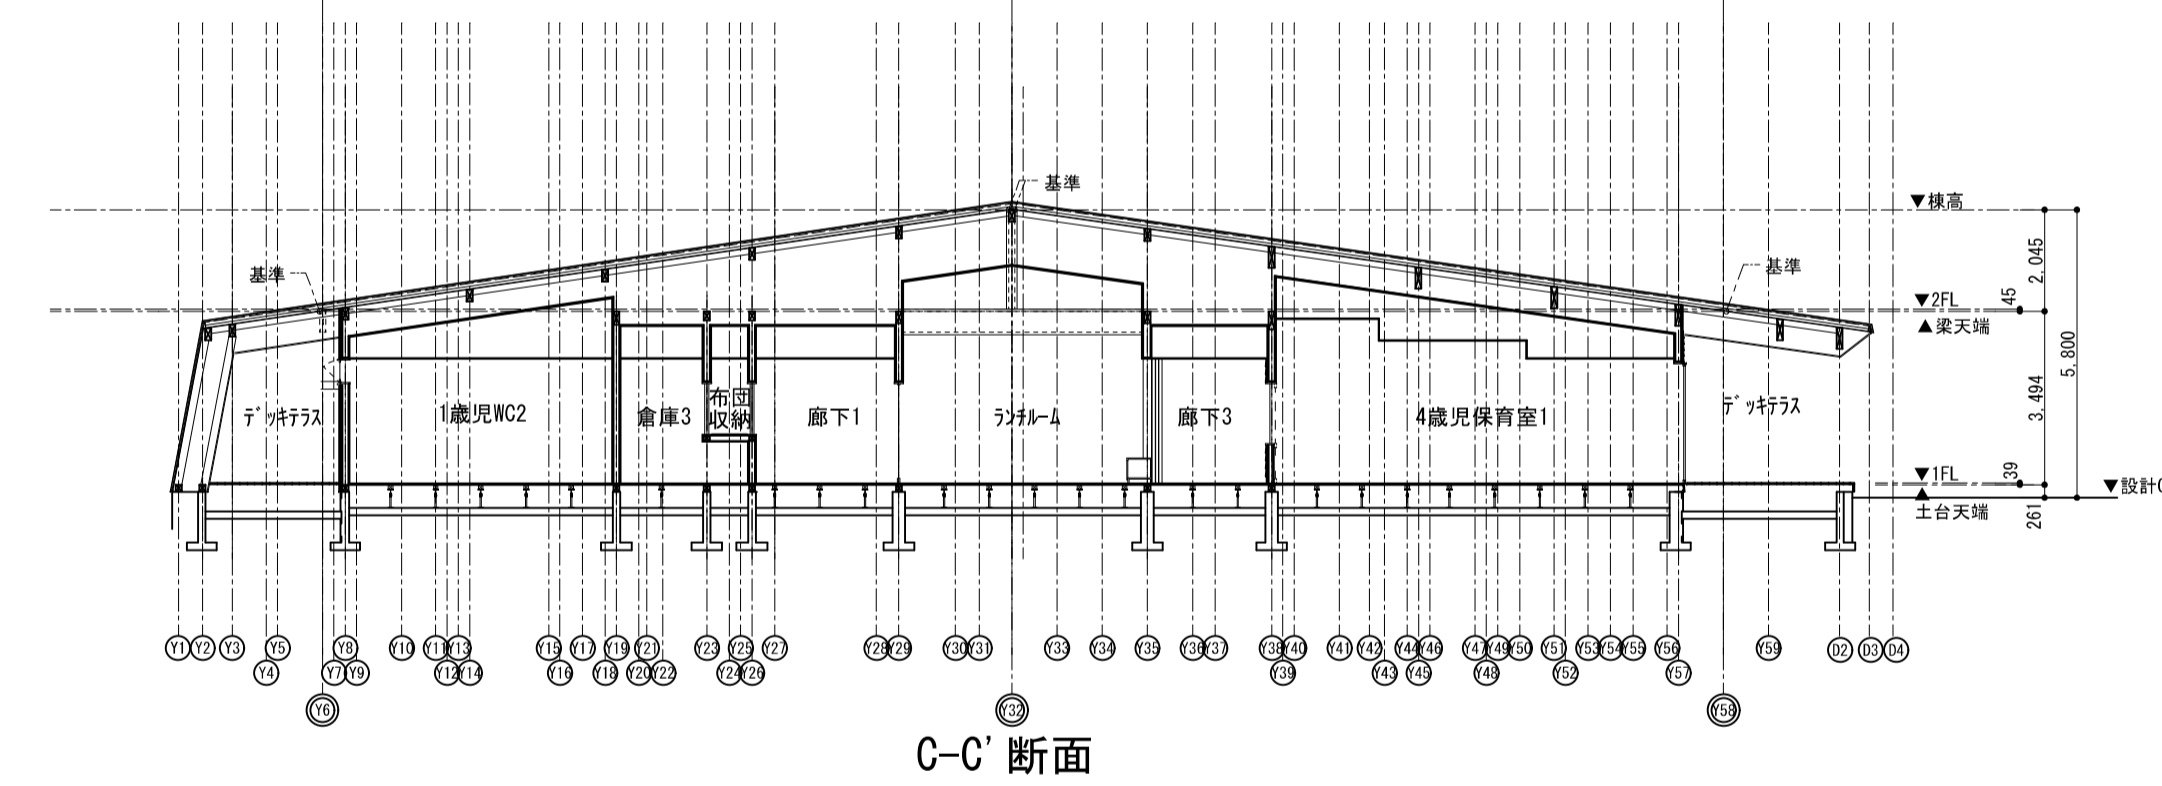 基準
▼棟高
2,045
基準
基準
▼2FL
45
▲梁天端
5,800
布団
収納
デッキテラス
1歳児WC2
倉庫3
廊下1
ランチルーム
廊下3
4歳児保育室1
デッキテラス
3,494
▼1FL
39
▼設計G
▲
土台天端
261
Y1 Y2 Y3 Y5 Y8 Y10 Y11 Y13 Y15 Y17 Y19 Y21 Y23 Y25 Y27 Y28 Y29 Y30 Y31 Y33 Y34 Y35 Y36 Y37 Y38 Y40 Y41 Y42 Y44 Y46 Y47 Y49 Y50 Y51 Y53 Y54 Y55 Y56 Y59 D2 D3 D4
Y4 Y7 Y9 Y12 Y14 Y16 Y18 Y20 Y22 Y24 Y26 Y39 Y43 Y45 Y48 Y52 Y57
Y6 Y32 Y58
C-C'断面